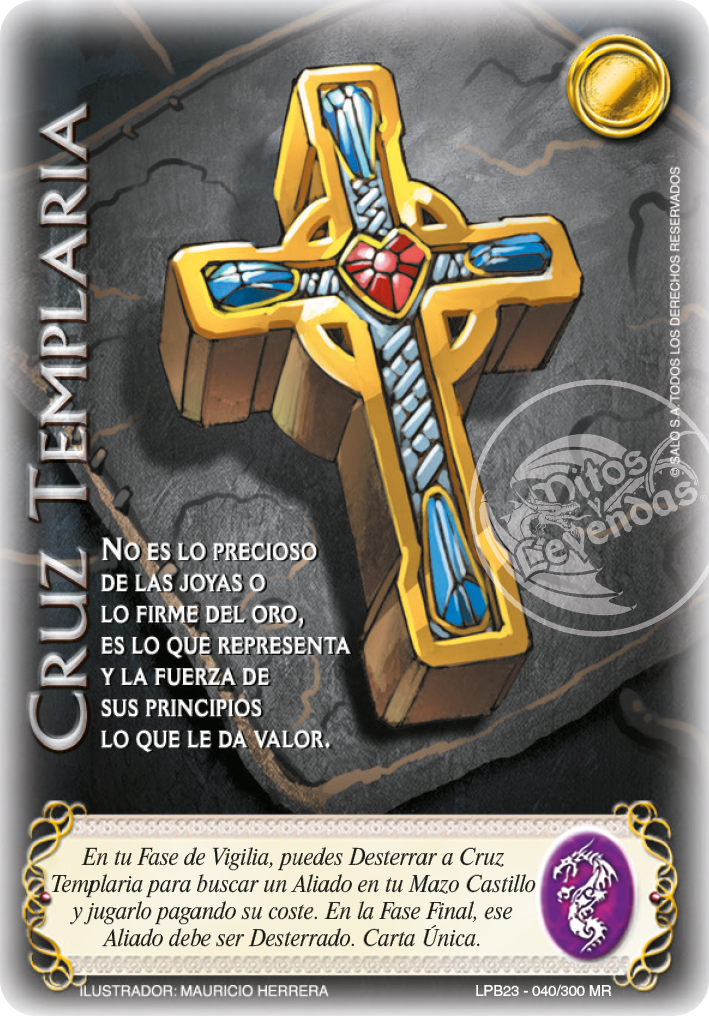 CRUZ TEMPLARIA
© SALO S.A. TODOS LOS DERECHOS RESERVADOS
Mitos
y
Leyendas
NO ES LO PRECIOSO
DE LAS JOYAS O
LO FIRME DEL ORO,
ES LO QUE REPRESENTA
Y LA FUERZA DE
SUS PRINCIPIOS
LO QUE LE DA VALOR.
En tu Fase de Vigilia, puedes Desterrar a Cruz
Templaria para buscar un Aliado en tu Mazo Castillo
y jugarlo pagando su coste. En la Fase Final, ese
Aliado debe ser Desterrado. Carta Única.
ILUSTRADOR: MAURICIO HERRERA
LPB23 - 040/300 MR